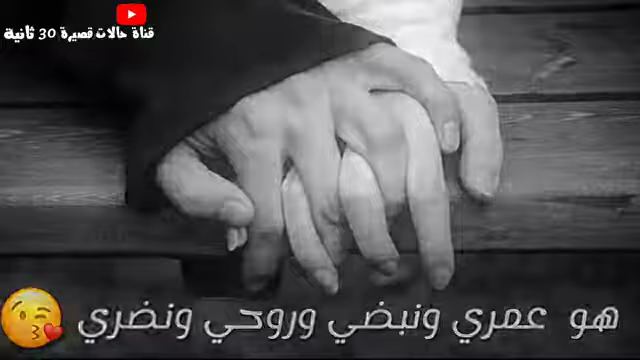 قناة حالات قصيرة 30 ثانية
هو عمري ونبضي وروحي ونضري